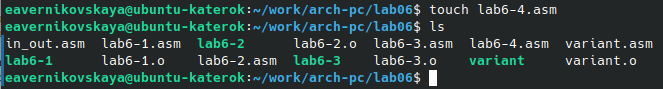 eavernikovskaya@ubuntu-katerok:~/work/arch-pc/lab06$ touch lab6-4.asm
eavernikovskaya@ubuntu-katerok:~/work/arch-pc/lab06$ ls
in_out.asm  lab6-1.asm  lab6-2      lab6-2.o  lab6-3.asm  lab6-4.asm  variant.asm
lab6-1      lab6-1.o    lab6-2.asm  lab6-3    lab6-3.o    variant     variant.o
eavernikovskaya@ubuntu-katerok:~/work/arch-pc/lab06$